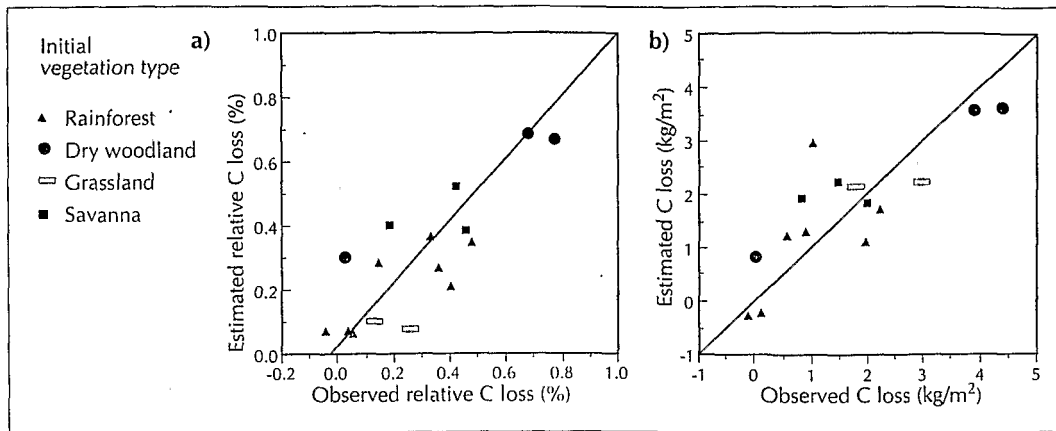 Initial
vegetation type
Rainforest
Dry woodland
Grassland
Savanna
a)
Estimated relative C loss (%)
1.0
0.8
0.6
0.4
0.2
0.0
-0.2 0.0 0.2 0.4 0.6 0.8 1.0
Observed relative C loss (%)
b)
Estimated C loss (kg/m²)
5
4
3
2
1
0
-1
-1 0 1 2 3 4 5
Observed C loss (kg/m²)